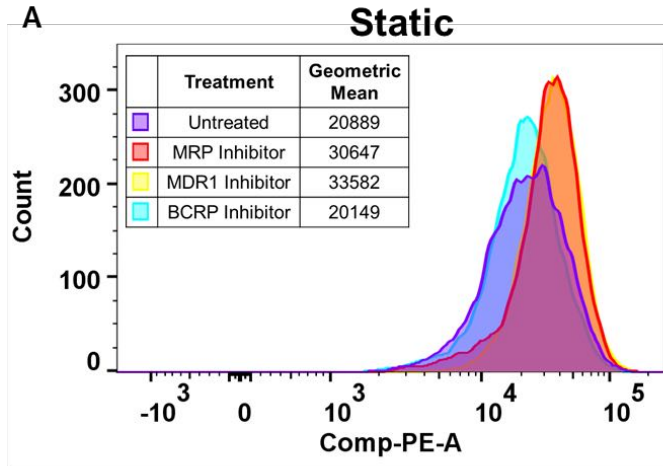 A
Static
Treatment Geometric Mean
Untreated 20889
MRP Inhibitor 30647
MDR1 Inhibitor 33582
BCRP Inhibitor 20149
Count
300
200
100
0
-10^3 0 10^3 10^4 10^5
Comp-PE-A